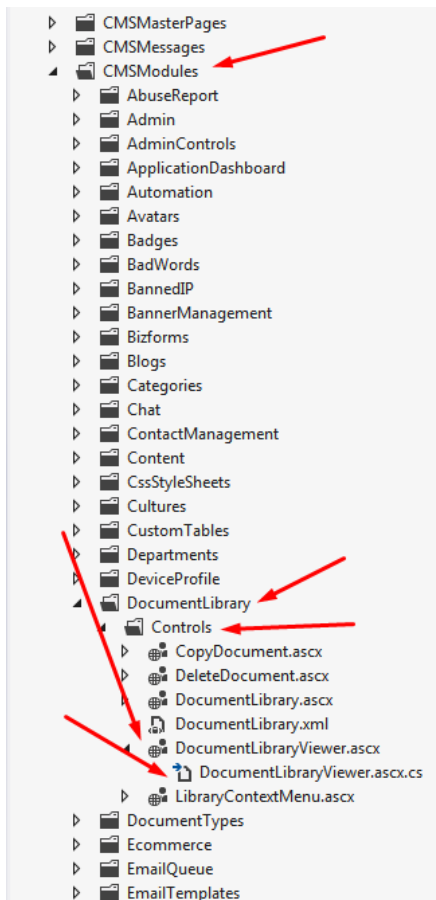 CMSMasterPages
CMSMessages
CMSModules
AbuseReport
Admin
AdminControls
ApplicationDashboard
Automation
Avatars
Badges
BadWords
BannedIP
BannerManagement
Bizforms
Blogs
Categories
Chat
ContactManagement
Content
CssStyleSheets
Cultures
CustomTables
Departments
DeviceProfile
DocumentLibrary
Controls
CopyDocument.ascx
DeleteDocument.ascx
DocumentLibrary.ascx
DocumentLibrary.xml
DocumentLibraryViewer.ascx
DocumentLibraryViewer.ascx.cs
LibraryContextMenu.ascx
DocumentTypes
Ecommerce
EmailQueue
EmailTemplates